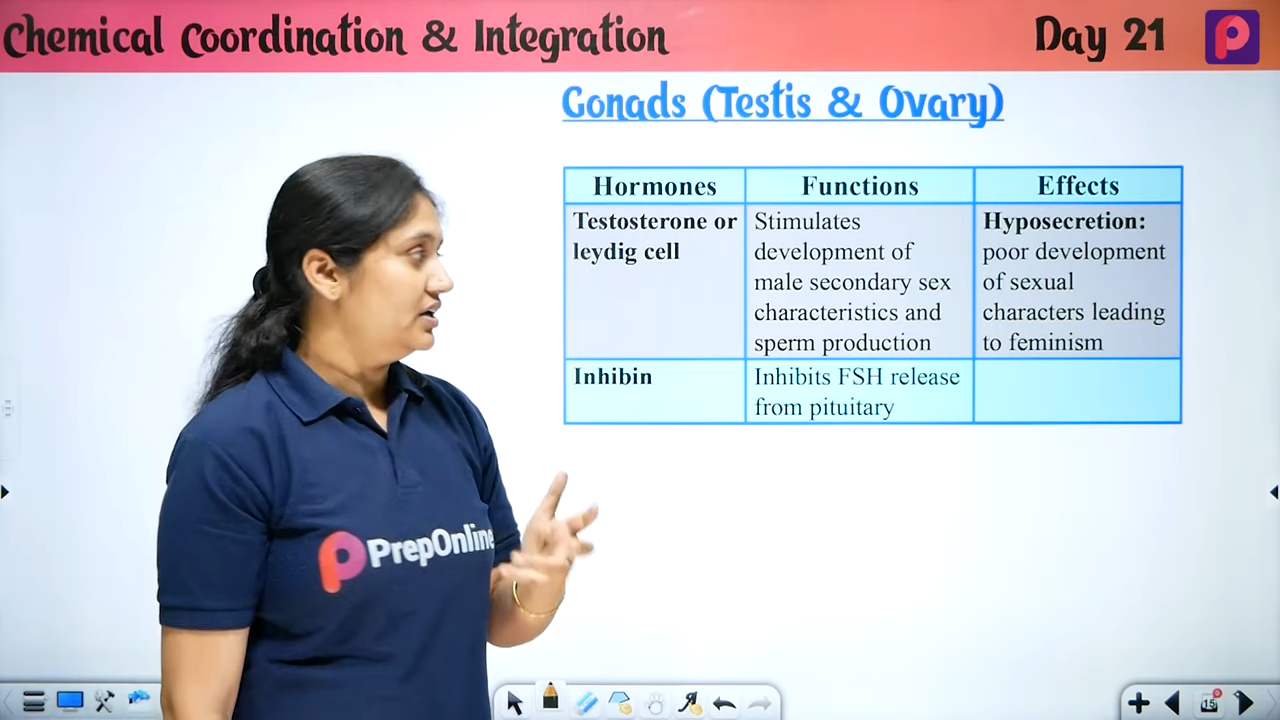 Chemical Coordination & Integration
Day 21
Gonads (Testis & Ovary)
Hormones
Functions
Effects
Testosterone or
leydig cell
Stimulates
development of
male secondary sex
characteristics and
sperm production
Hyposecretion:
poor development
of sexual
characters leading
to feminism
Inhibin
Inhibits FSH release
from pituitary
PrepOnline
15